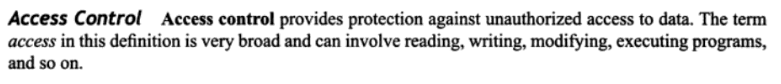 Access Control Access control provides protection against unauthorized access to data. The term
access in this definition is very broad and can involve reading, writing, modifying, executing programs,
and so on.